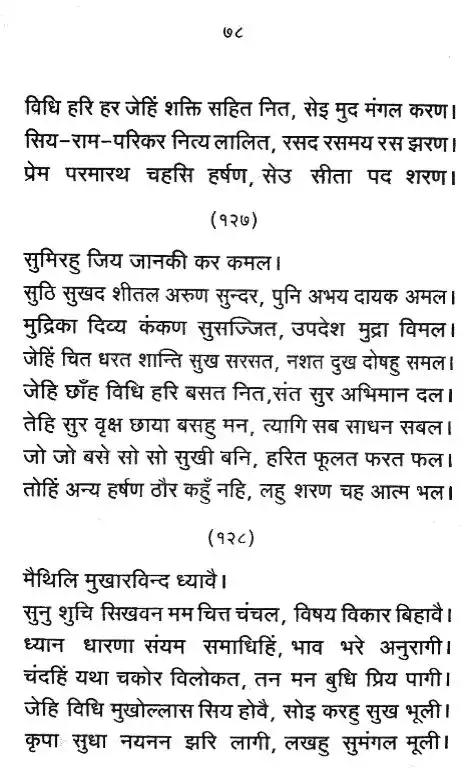 ७८
विधि हरि हर जेहिं शक्ति सहित नित, सेइ मुद मंगल करण।
सिय-राम-परिकर नित्य लालित, रसद रसमय रस झरण।
प्रेम परमारथ चहसि हर्षण, सेउ सीता पद शरण।
(१२७)
सुमिरहु जिय जानकी कर कमल।
सुठि सुखद शीतल अरुण सुन्दर, पुनि अभय दायक अमल।
मुद्रिका दिव्य कंकण सुसज्जित, उपदेश मुद्रा विमल।
जेहिं चित धरत शान्ति सुख सरसत, नशत दुख दोषहु समल।
जेहि छाँह विधि हरि बसत नित,संत सुर अभिमान दल।
तेहि सुर वृक्ष छाया बसहु मन, त्यागि सब साधन सबल।
जो जो बसे सो सो सुखी बनि, हरित फूलत फरत फल।
तोहिं अन्य हर्षण ठौर कहुँ नहि, लहु शरण चह आत्म भल।
(१२८)
मैथिलि मुखारविन्द ध्यावै।
सुनु शुचि सिखवन मम चित्त चंचल, विषय विकार बिहावै।
ध्यान धारणा संयम समाधिहिं, भाव भरे अनुरागी।
चंदहिं यथा चकोर विलोकत, तन मन बुधि प्रिय पागी।
जेहि विधि मुखोल्लास सिय होवै, सोइ करहु सुख भूली।
कृपा सुधा नयनन झरि लागी, लखहु सुमंगल मूली।